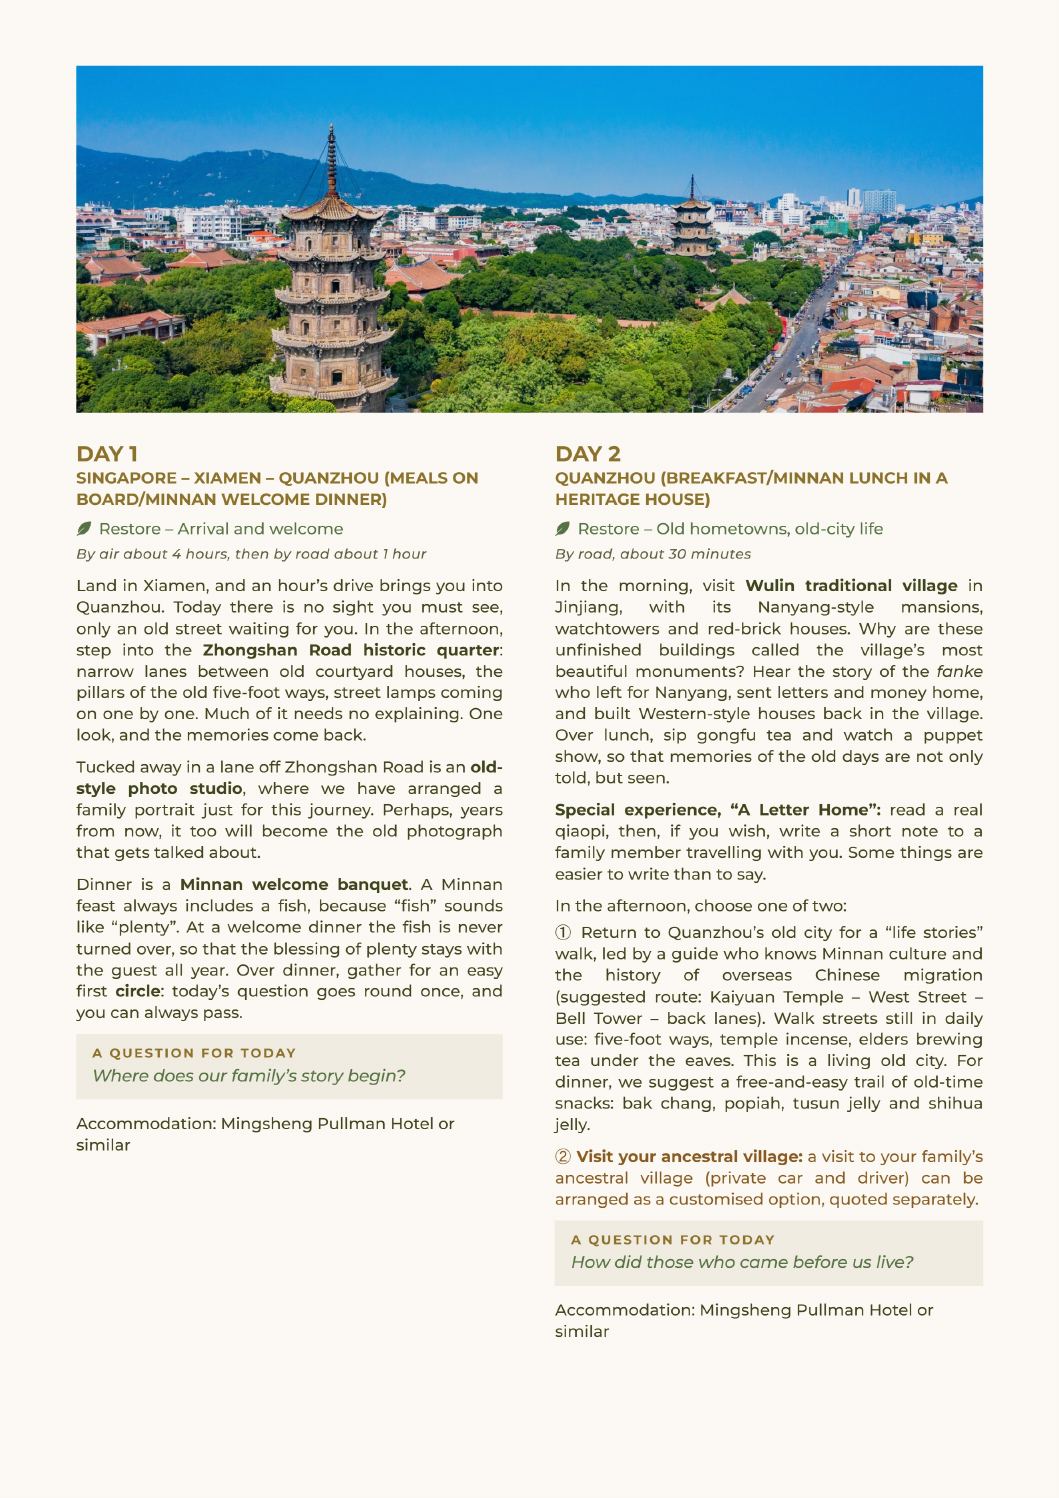 DAY 1
SINGAPORE – XIAMEN – QUANZHOU (MEALS ON
BOARD/MINNAN WELCOME DINNER)
Restore – Arrival and welcome
By air about 4 hours, then by road about 1 hour
Land in Xiamen, and an hour’s drive brings you into
Quanzhou. Today there is no sight you must see,
only an old street waiting for you. In the afternoon,
step into the Zhongshan Road historic quarter:
narrow lanes between old courtyard houses, the
pillars of the old five-foot ways, street lamps coming
on one by one. Much of it needs no explaining. One
look, and the memories come back.
Tucked away in a lane off Zhongshan Road is an old-
style photo studio, where we have arranged a
family portrait just for this journey. Perhaps, years
from now, it too will become the old photograph
that gets talked about.
Dinner is a Minnan welcome banquet. A Minnan
feast always includes a fish, because “fish” sounds
like “plenty”. At a welcome dinner the fish is never
turned over, so that the blessing of plenty stays with
the guest all year. Over dinner, gather for an easy
first circle: today’s question goes round once, and
you can always pass.
A QUESTION FOR TODAY
Where does our family’s story begin?
Accommodation: Mingsheng Pullman Hotel or
similar
DAY 2
QUANZHOU (BREAKFAST/MINNAN LUNCH IN A
HERITAGE HOUSE)
Restore – Old hometowns, old-city life
By road, about 30 minutes
In the morning, visit Wulin traditional village in
Jinjiang, with its Nanyang-style mansions,
watchtowers and red-brick houses. Why are these
unfinished buildings called the village’s most
beautiful monuments? Hear the story of the fanke
who left for Nanyang, sent letters and money home,
and built Western-style houses back in the village.
Over lunch, sip gongfu tea and watch a puppet
show, so that memories of the old days are not only
told, but seen.
Special experience, “A Letter Home”: read a real
qiaopi, then, if you wish, write a short note to a
family member travelling with you. Some things are
easier to write than to say.
In the afternoon, choose one of two:
① Return to Quanzhou’s old city for a “life stories”
walk, led by a guide who knows Minnan culture and
the history of overseas Chinese migration
(suggested route: Kaiyuan Temple – West Street –
Bell Tower – back lanes). Walk streets still in daily
use: five-foot ways, temple incense, elders brewing
tea under the eaves. This is a living old city. For
dinner, we suggest a free-and-easy trail of old-time
snacks: bak chang, popiah, tusun jelly and shihua
jelly.
② Visit your ancestral village: a visit to your family’s
ancestral village (private car and driver) can be
arranged as a customised option, quoted separately.
A QUESTION FOR TODAY
How did those who came before us live?
Accommodation: Mingsheng Pullman Hotel or
similar